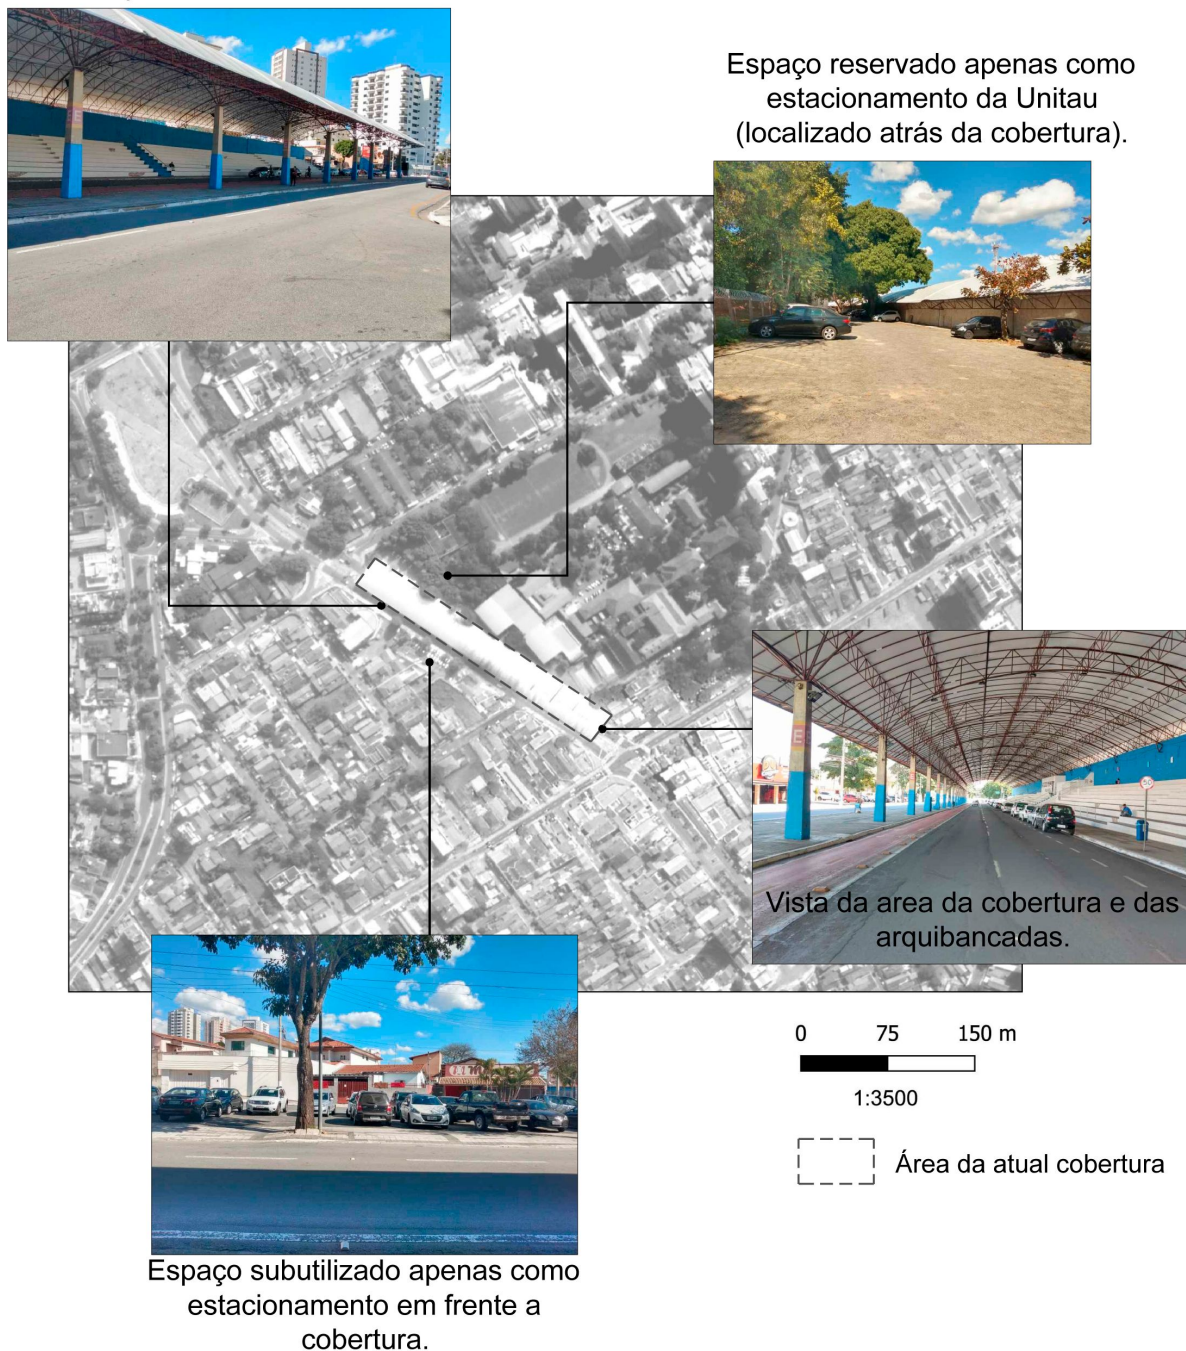 Espaço reservado apenas como
estacionamento da Unitau
(localizado atrás da cobertura).
Vista da area da cobertura e das
arquibancadas.
0 75 150 m
1:3500
Área da atual cobertura
Espaço subutilizado apenas como
estacionamento em frente a
cobertura.